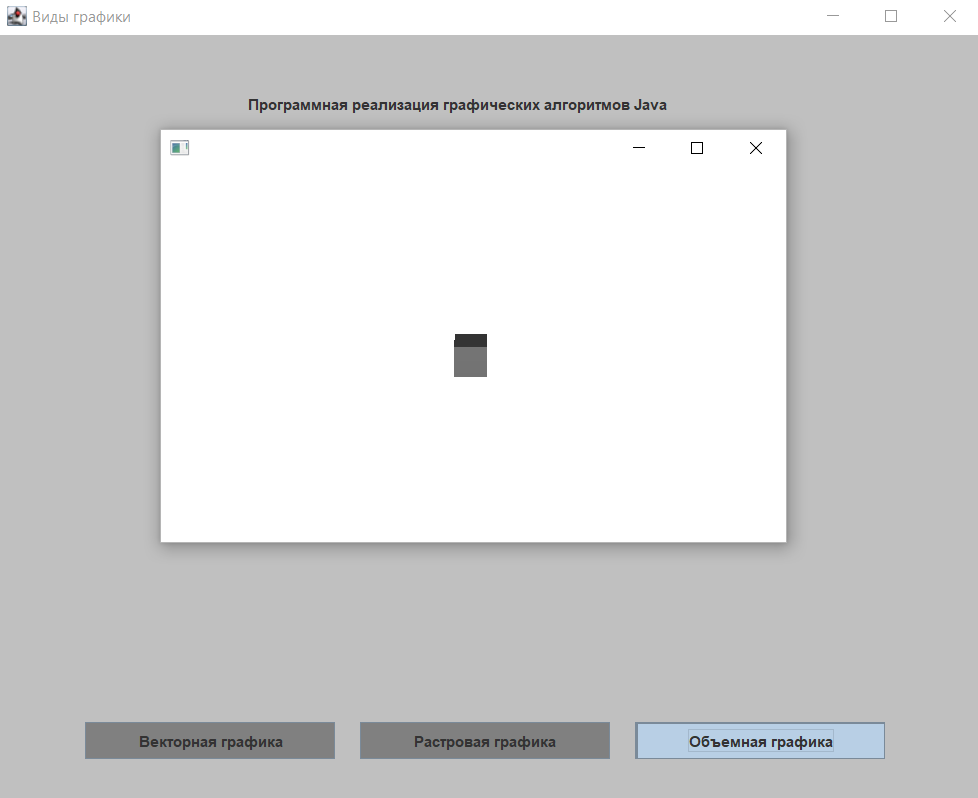 Виды графики
Программная реализация графических алгоритмов Java
Векторная графика
Растровая графика
Объемная графика